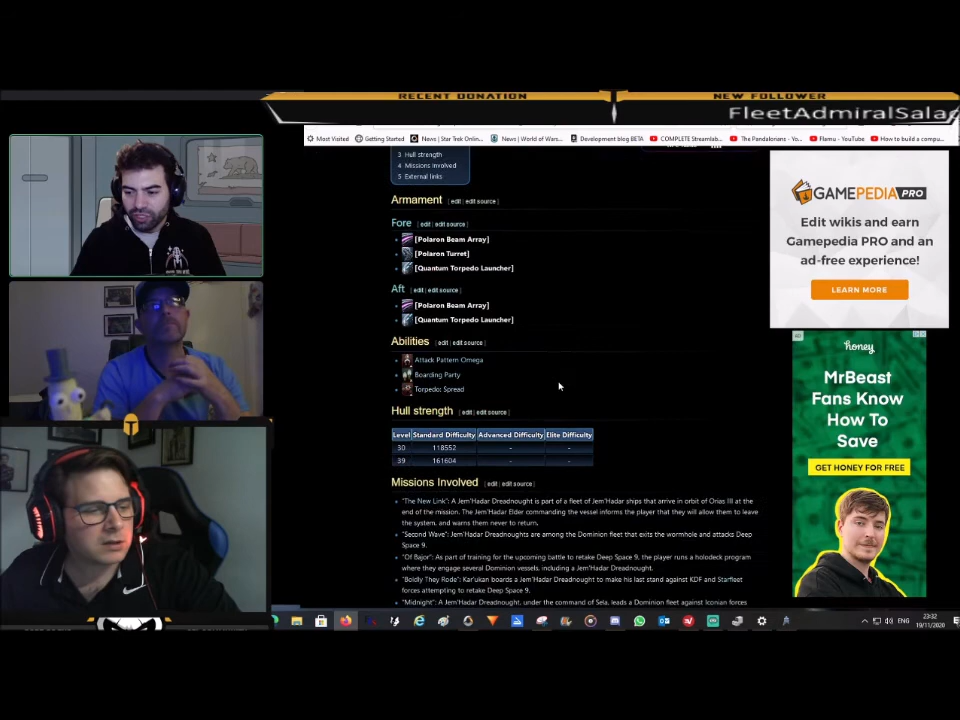 RECENT DONATION
NEW FOLLOWER
FleetAdmiralSala
Most Visited
Getting Started
News | Star Trek Onlin...
News | World of Wars...
Development blog BETA
COMPLETE Streamlab...
The Pandalorians - Yo...
Flamu - YouTube
How to build a compu...
3 Hull strength
4 Missions Involved
5 External links
Armament [ edit | edit source ]
Fore [ edit | edit source ]
[Polaron Beam Array]
[Polaron Turret]
[Quantum Torpedo Launcher]
Aft [ edit | edit source ]
[Polaron Beam Array]
[Quantum Torpedo Launcher]
Abilities [ edit | edit source ]
Attack Pattern Omega
Boarding Party
Torpedo: Spread
Hull strength [ edit | edit source ]
Level Standard Difficulty Advanced Difficulty Elite Difficulty
30 118552 - -
39 161604 - -
Missions Involved [ edit | edit source ]
"The New Link": A Jem'Hadar Dreadnought is part of a fleet of Jem'Hadar ships that arrive in orbit of Orias III at the
end of the mission. The Jem'Hadar Elder commanding the vessel informs the player that they will allow them to leave
the system, and warns them never to return.
"Second Wave": Jem'Hadar Dreadnoughts are among the Dominion fleet that exits the wormhole and attacks Deep
Space 9.
"Of Bajor": As part of training for the upcoming battle to retake Deep Space 9, the player runs a holodeck program
where they engage several Dominion vessels, including a Jem'Hadar Dreadnought.
"Boldly They Rode": Kar'ukan boards a Jem'Hadar Dreadnought to make his last stand against KDF and Starfleet
forces attempting to retake Deep Space 9.
"Midnight": A Jem'Hadar Dreadnought, under the command of Sela, leads a Dominion fleet against Iconian forces
GAMEPEDIA PRO
Edit wikis and earn
Gamepedia PRO and an
ad-free experience!
LEARN MORE
honey
MrBeast
Fans Know
How To
Save
GET HONEY FOR FREE
ENG
23:32
19/11/2020